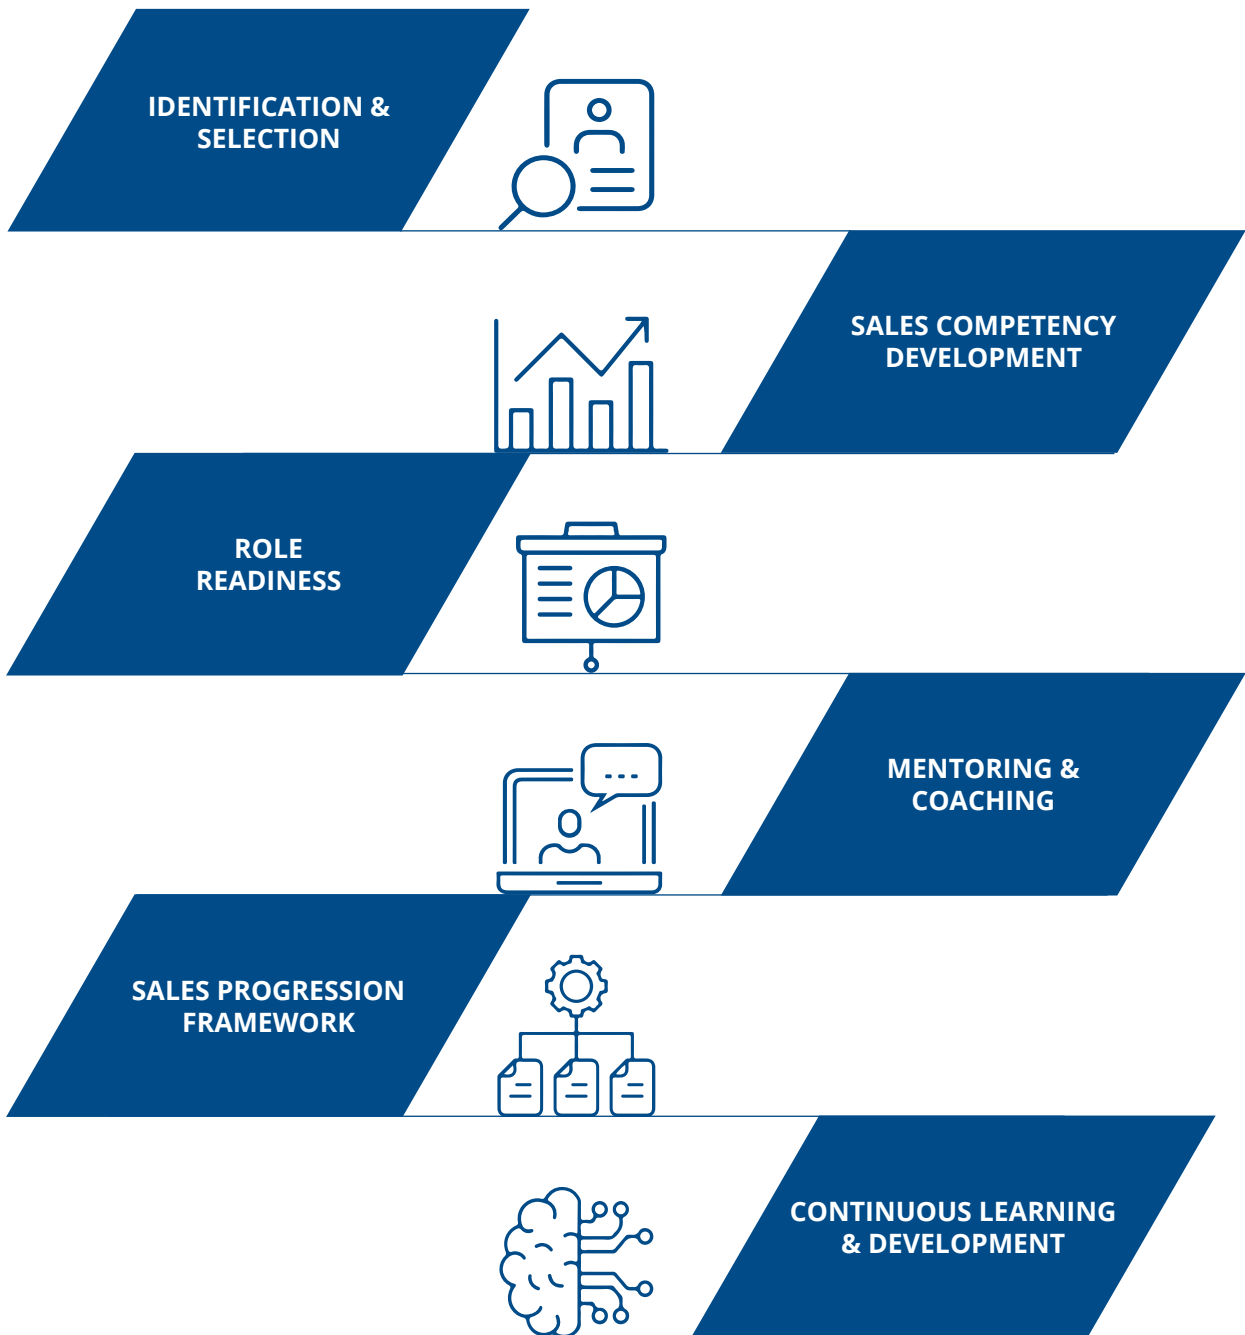 IDENTIFICATION &
SELECTION
SALES COMPETENCY
DEVELOPMENT
ROLE
READINESS
MENTORING &
COACHING
SALES PROGRESSION
FRAMEWORK
CONTINUOUS LEARNING
& DEVELOPMENT